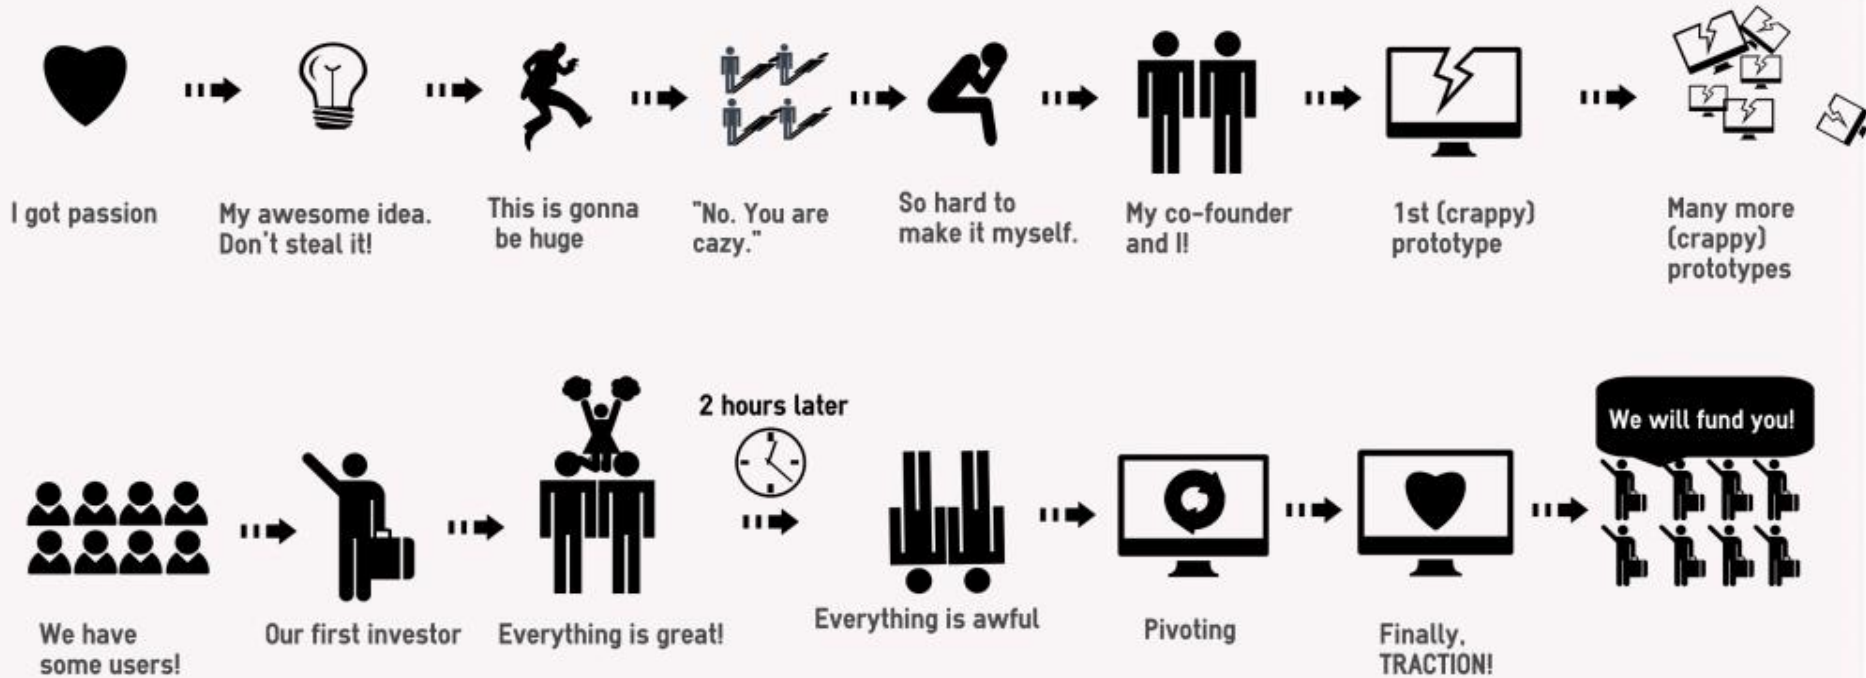 I got passion
My awesome idea.
Don't steal it!
This is gonna
be huge
"No. You are
cazy."
So hard to
make it myself.
My co-founder
and I!
1st (crappy)
prototype
Many more
(crappy)
prototypes
We have
some users!
Our first investor
Everything is great!
2 hours later
Everything is awful
Pivoting
Finally,
TRACTION!
We will fund you!